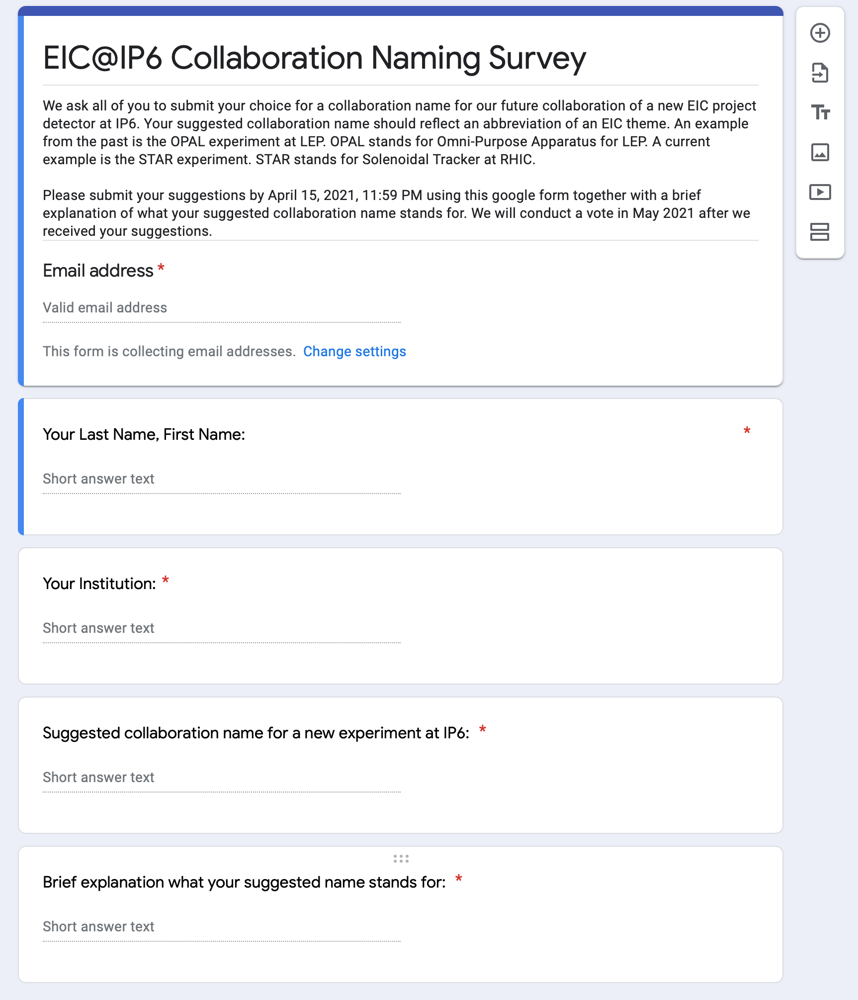 EIC@IP6 Collaboration Naming Survey
We ask all of you to submit your choice for a collaboration name for our future collaboration of a new EIC project
detector at IP6. Your suggested collaboration name should reflect an abbreviation of an EIC theme. An example
from the past is the OPAL experiment at LEP. OPAL stands for Omni-Purpose Apparatus for LEP. A current
example is the STAR experiment. STAR stands for Solenoidal Tracker at RHIC.
Please submit your suggestions by April 15, 2021, 11:59 PM using this google form together with a brief
explanation of what your suggested collaboration name stands for. We will conduct a vote in May 2021 after we
received your suggestions.
Email address *
Valid email address
This form is collecting email addresses. Change settings
Your Last Name, First Name: *
Short answer text
Your Institution: *
Short answer text
Suggested collaboration name for a new experiment at IP6: *
Short answer text
Brief explanation what your suggested name stands for: *
Short answer text